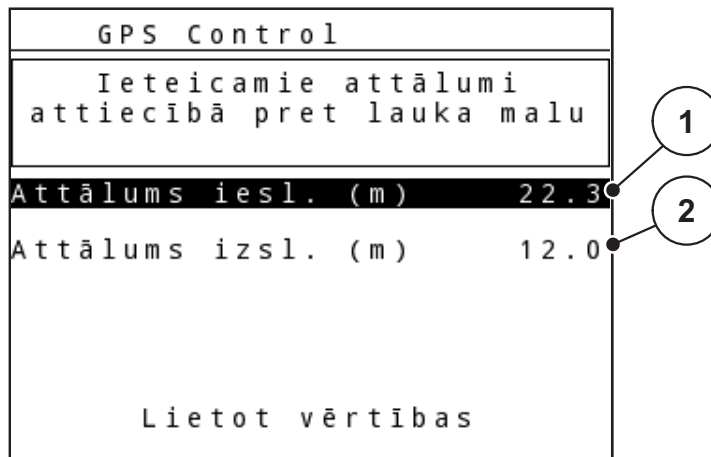 GPS Control
Ieteicamie attālumi
attiecībā pret lauka malu
Attālums iesl. (m) 22.3
1
Attālums izsl. (m) 12.0
2
Lietot vērtības